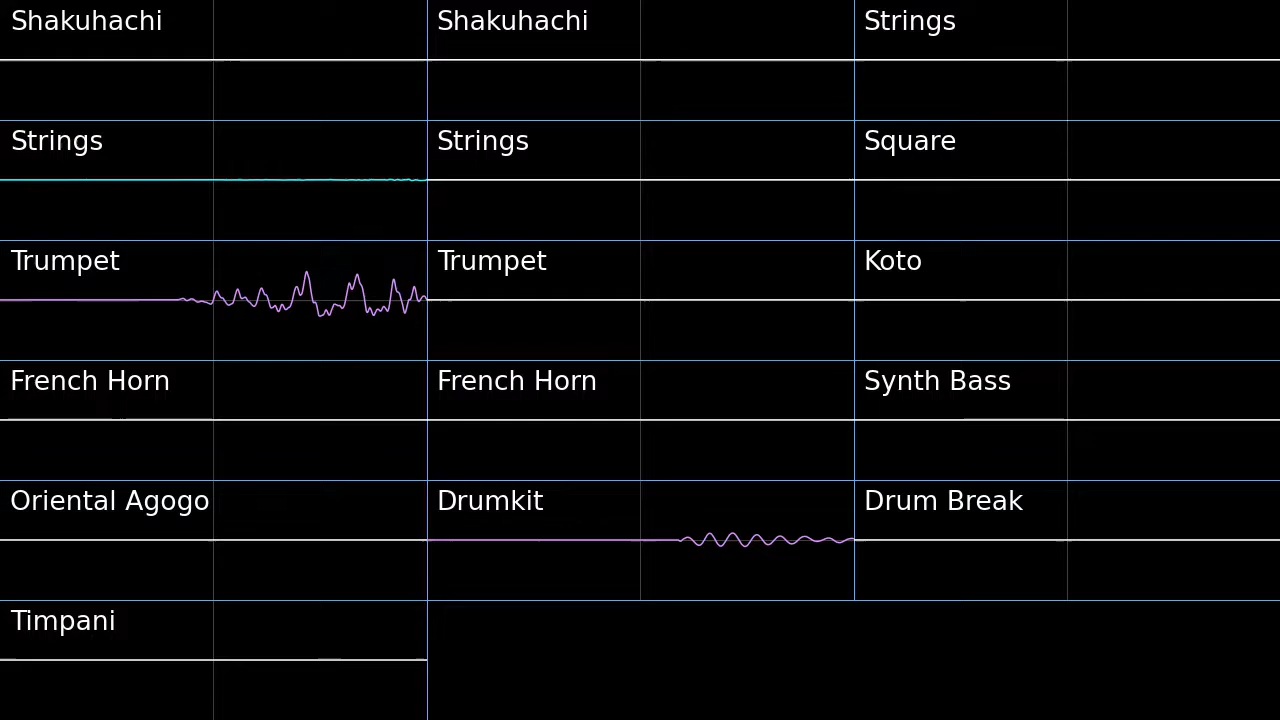 Shakuhachi
Shakuhachi
Strings
Strings
Strings
Square
Trumpet
Trumpet
Koto
French Horn
French Horn
Synth Bass
Oriental Agogo
Drumkit
Drum Break
Timpani